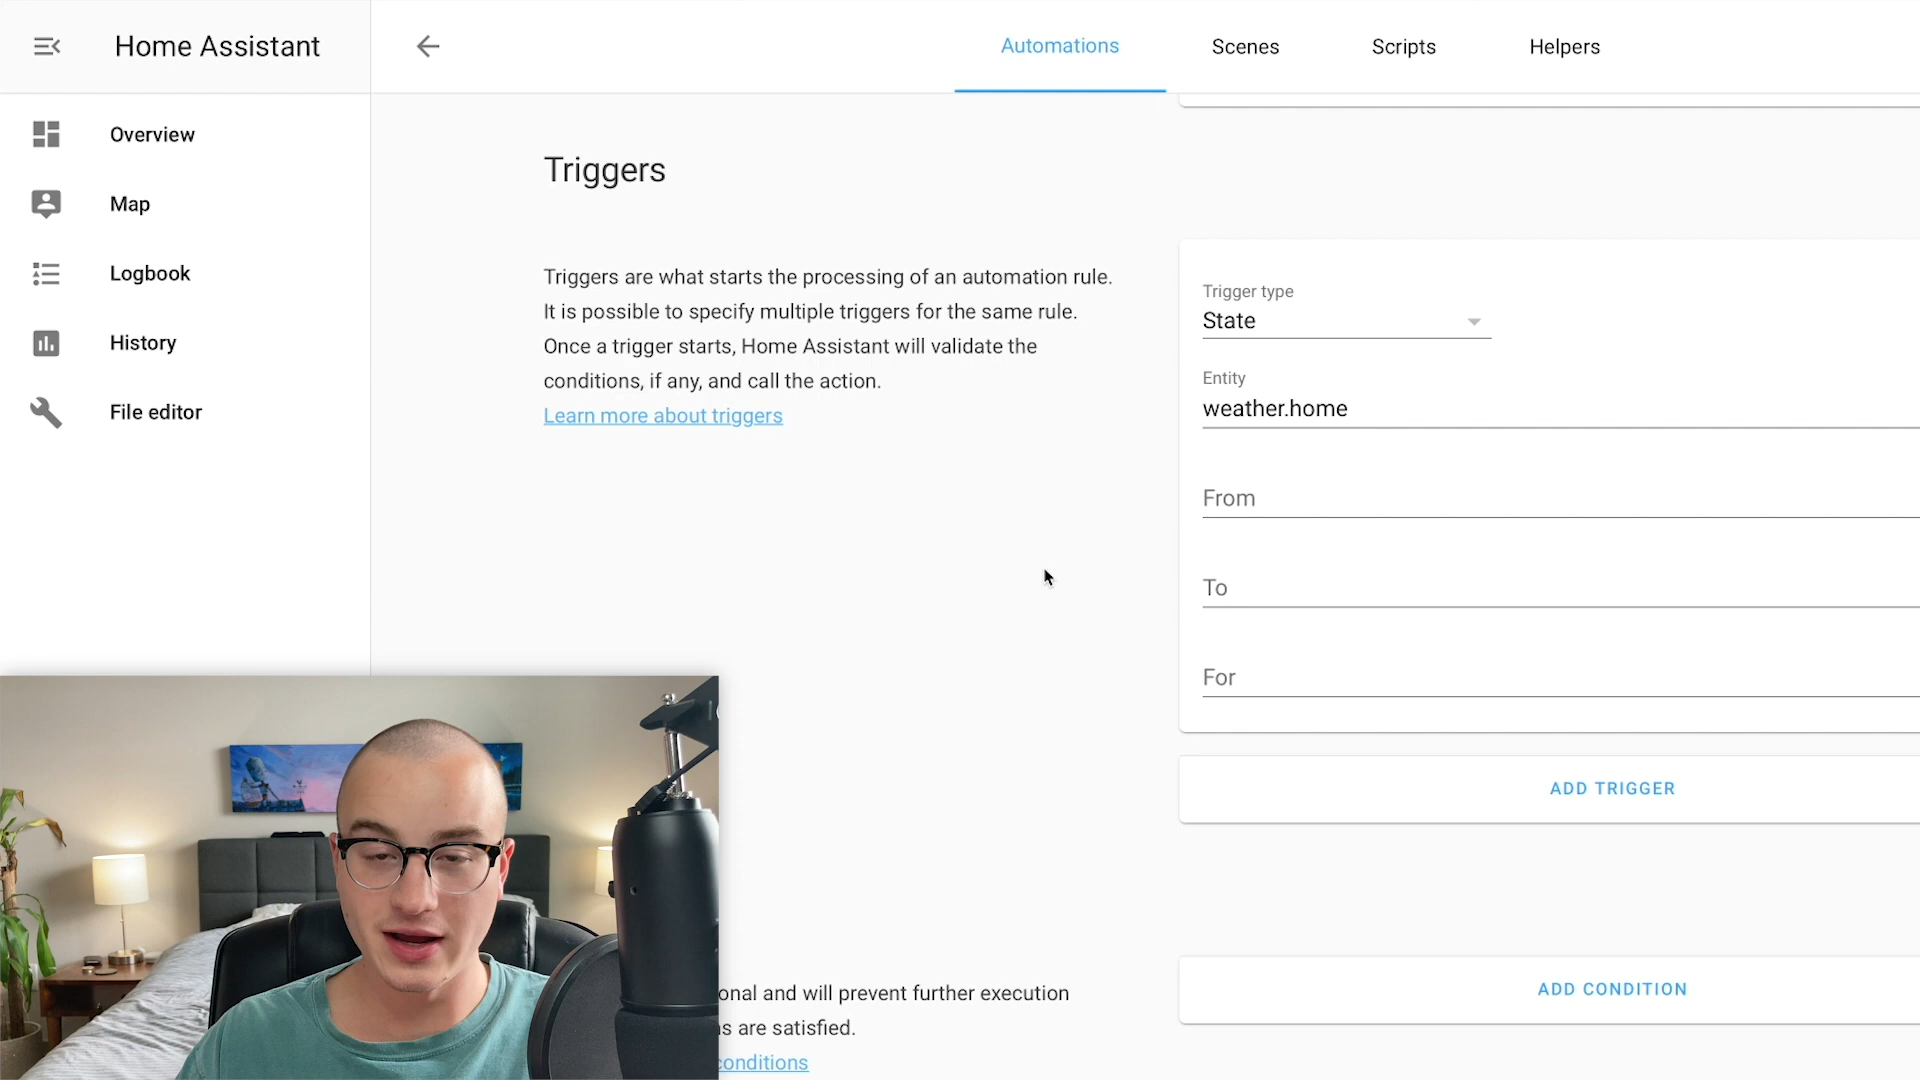 Home Assistant
Automations
Scenes
Scripts
Helpers
Overview
Map
Logbook
History
File editor
Triggers
Triggers are what starts the processing of an automation rule.
It is possible to specify multiple triggers for the same rule.
Once a trigger starts, Home Assistant will validate the
conditions, if any, and call the action.
Learn more about triggers
Trigger type
State
Entity
weather.home
From
To
For
ADD TRIGGER
onal and will prevent further execution
s are satisfied.
conditions
ADD CONDITION